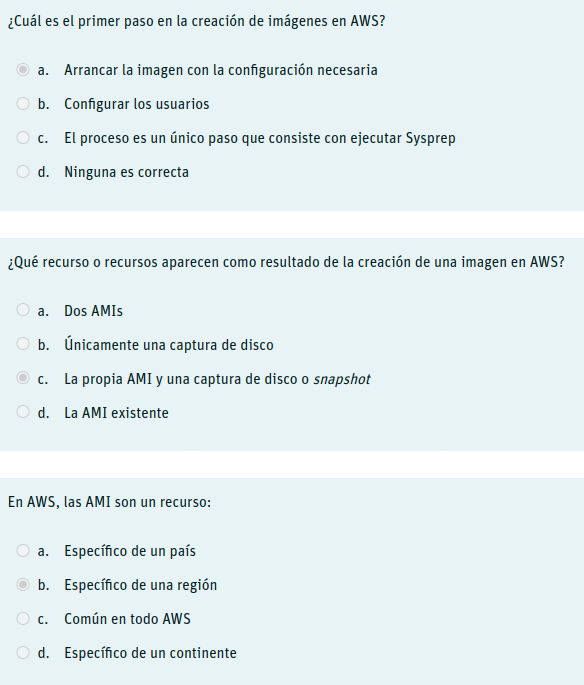 ¿Cuál es el primer paso en la creación de imágenes en AWS?
a. Arrancar la imagen con la configuración necesaria
b. Configurar los usuarios
c. El proceso es un único paso que consiste con ejecutar Sysprep
d. Ninguna es correcta
¿Qué recurso o recursos aparecen como resultado de la creación de una imagen en AWS?
a. Dos AMIs
b. Únicamente una captura de disco
c. La propia AMI y una captura de disco o snapshot
d. La AMI existente
En AWS, las AMI son un recurso:
a. Específico de un país
b. Específico de una región
c. Común en todo AWS
d. Específico de un continente